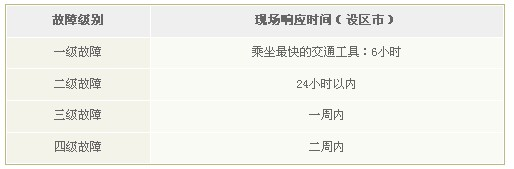 故障级别 现场响应时间（设区市）
一级故障 乘坐最快的交通工具：6小时
二级故障 24小时以内
三级故障 一周内
四级故障 二周内